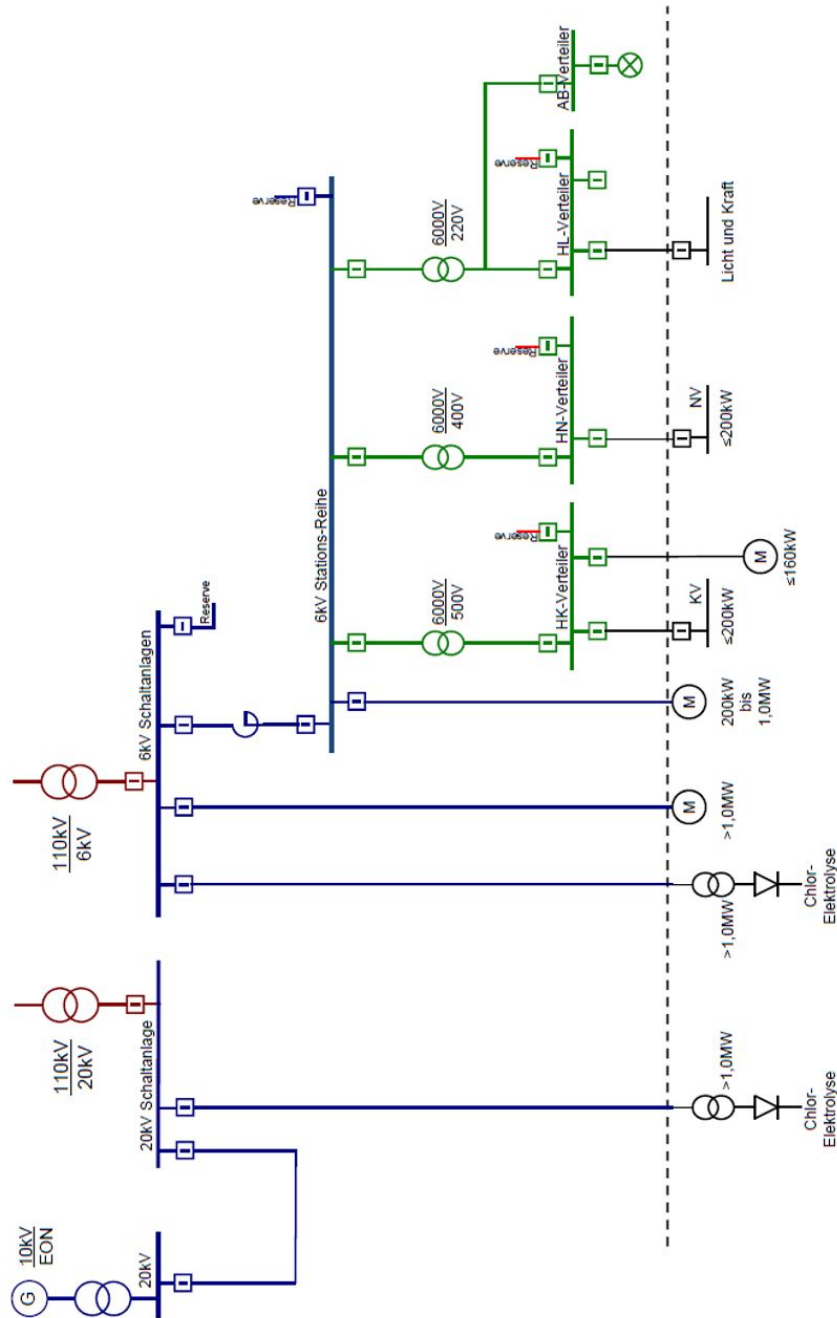 G
10kV
EON
20kV
110kV
20kV
20kV Schaltanlage
>1,0MW
Chlor-
Elektrolyse
110kV
6kV
6kV Schaltanlagen
Reserve
>1,0MW
Chlor-
Elektrolyse
M
>1,0MW
6kV Stations-Reihe
Reserve
M
200kW
bis
1,0MW
6000V
500V
HK-Verteiler
Reserve
KV
≤200kW
M
≤160kW
6000V
400V
HN-Verteiler
Reserve
NV
≤200kW
6000V
220V
HL-Verteiler
Reserve
Licht und Kraft
AB-Verteiler